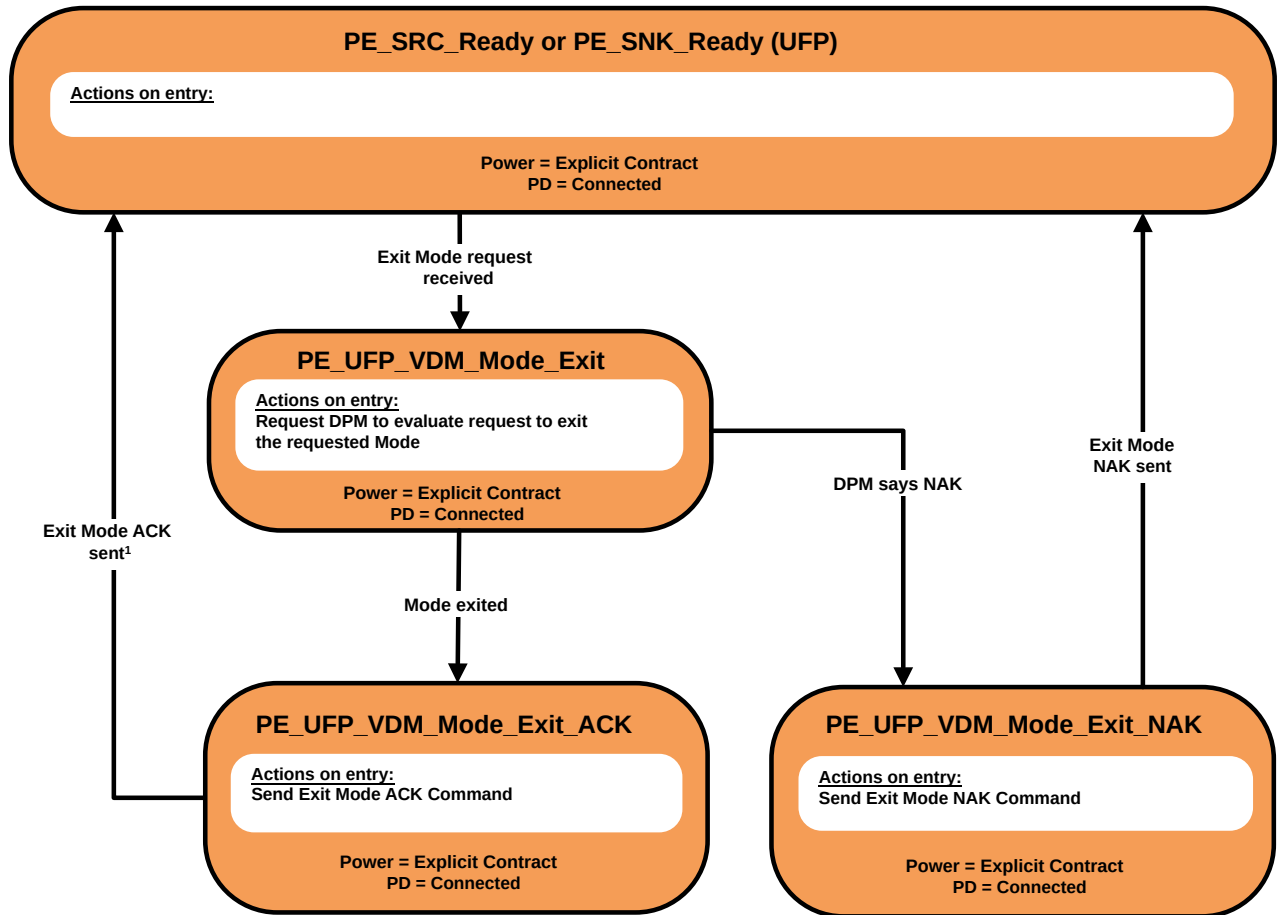 PE_SRC_Ready or PE_SNK_Ready (UFP)
Actions on entry:
Power = Explicit Contract
PD = Connected
Exit Mode request
received
PE_UFP_VDM_Mode_Exit
Actions on entry:
Request DPM to evaluate request to exit
the requested Mode
Power = Explicit Contract
PD = Connected
DPM says NAK
Exit Mode
NAK sent
Exit Mode ACK
sent¹
Mode exited
PE_UFP_VDM_Mode_Exit_ACK
Actions on entry:
Send Exit Mode ACK Command
Power = Explicit Contract
PD = Connected
PE_UFP_VDM_Mode_Exit_NAK
Actions on entry:
Send Exit Mode NAK Command
Power = Explicit Contract
PD = Connected